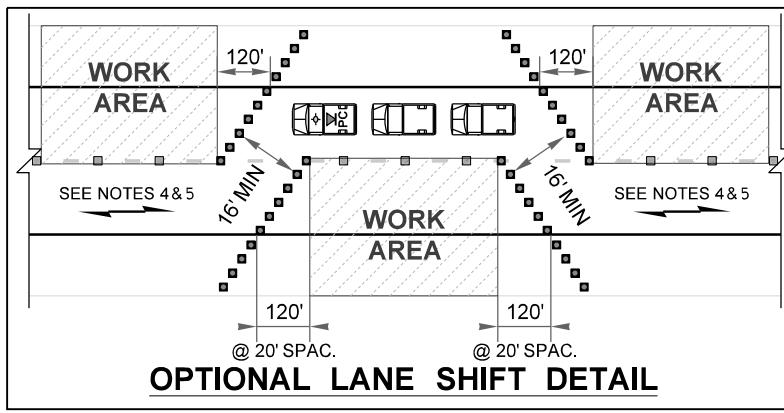 120'
120'
WORK
AREA
WORK
AREA
PC
SEE NOTES 4&5
16' MIN
16' MIN
SEE NOTES 4&5
WORK
AREA
120'
120'
@ 20' SPAC.
@ 20' SPAC.
OPTIONAL LANE SHIFT DETAIL